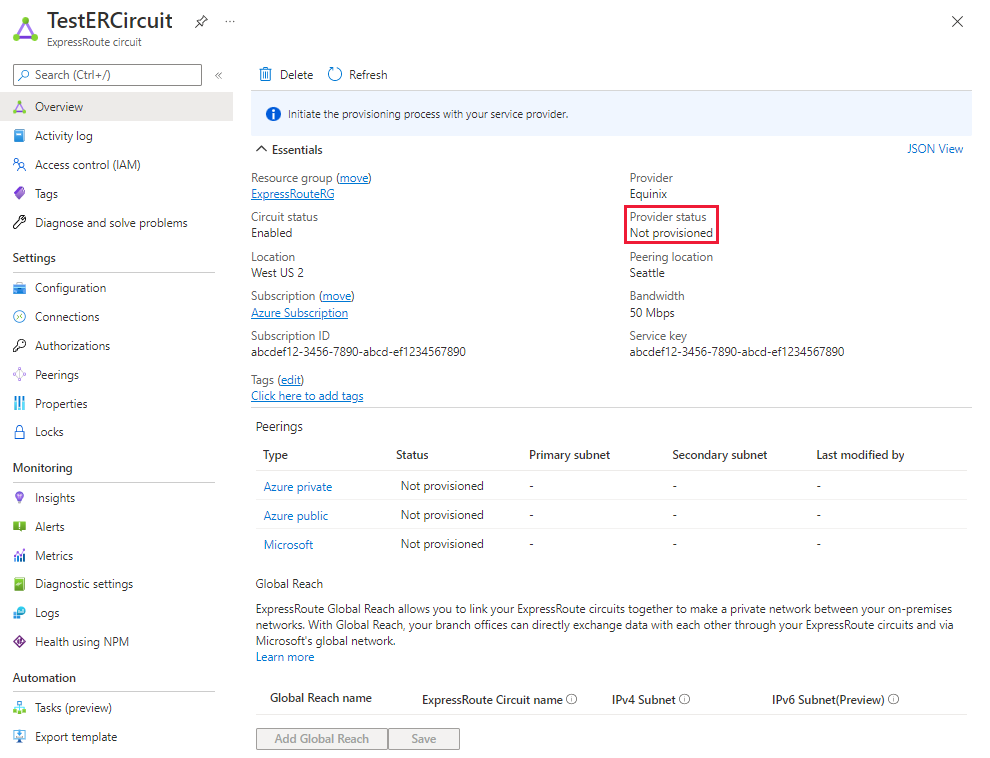 TestERCircuit
...
ExpressRoute circuit
Search (Ctrl+/)
«
Overview
Activity log
Access control (IAM)
Tags
Diagnose and solve problems
Settings
Configuration
Connections
Authorizations
Peerings
Properties
Locks
Monitoring
Insights
Alerts
Metrics
Diagnostic settings
Logs
Health using NPM
Automation
Tasks (preview)
Export template
Delete Refresh
Initiate the provisioning process with your service provider.
Essentials JSON View
Resource group (move)
ExpressRouteRG
Circuit status
Enabled
Location
West US 2
Subscription (move)
Azure Subscription
Subscription ID
abcdef12-3456-7890-abcd-ef1234567890
Provider
Equinix
Provider status
Not provisioned
Peering location
Seattle
Bandwidth
50 Mbps
Service key
abcdef12-3456-7890-abcd-ef1234567890
Tags (edit)
Click here to add tags
Peerings
Type Status Primary subnet Secondary subnet Last modified by
Azure private Not provisioned - - -
Azure public Not provisioned - - -
Microsoft Not provisioned - - -
Global Reach
ExpressRoute Global Reach allows you to link your ExpressRoute circuits together to make a private network between your on-premises
networks. With Global Reach, your branch offices can directly exchange data with each other through your ExpressRoute circuits and via
Microsoft's global network.
Learn more
Global Reach name ExpressRoute Circuit name IPv4 Subnet IPv6 Subnet(Preview)
Add Global Reach Save